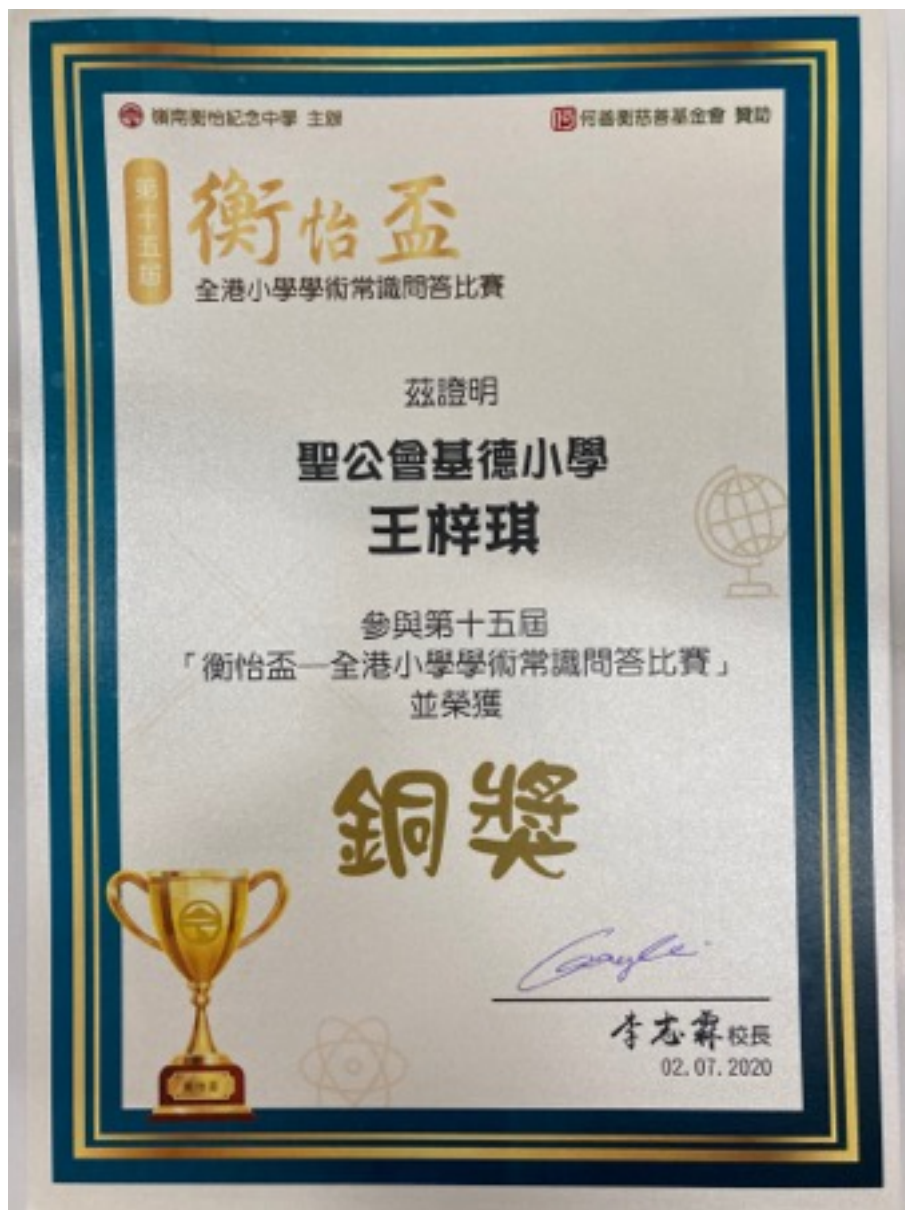 嶺南衡怡紀念中學 主辦
何善衡慈善基金會 贊助
第十五屆
衡怡盃
全港小學學術常識問答比賽
茲證明
聖公會基德小學
王梓琪
參與第十五屆
「衡怡盃—全港小學學術常識問答比賽」
並榮獲
銅獎
李志霖校長
02.07.2020
衡怡盃